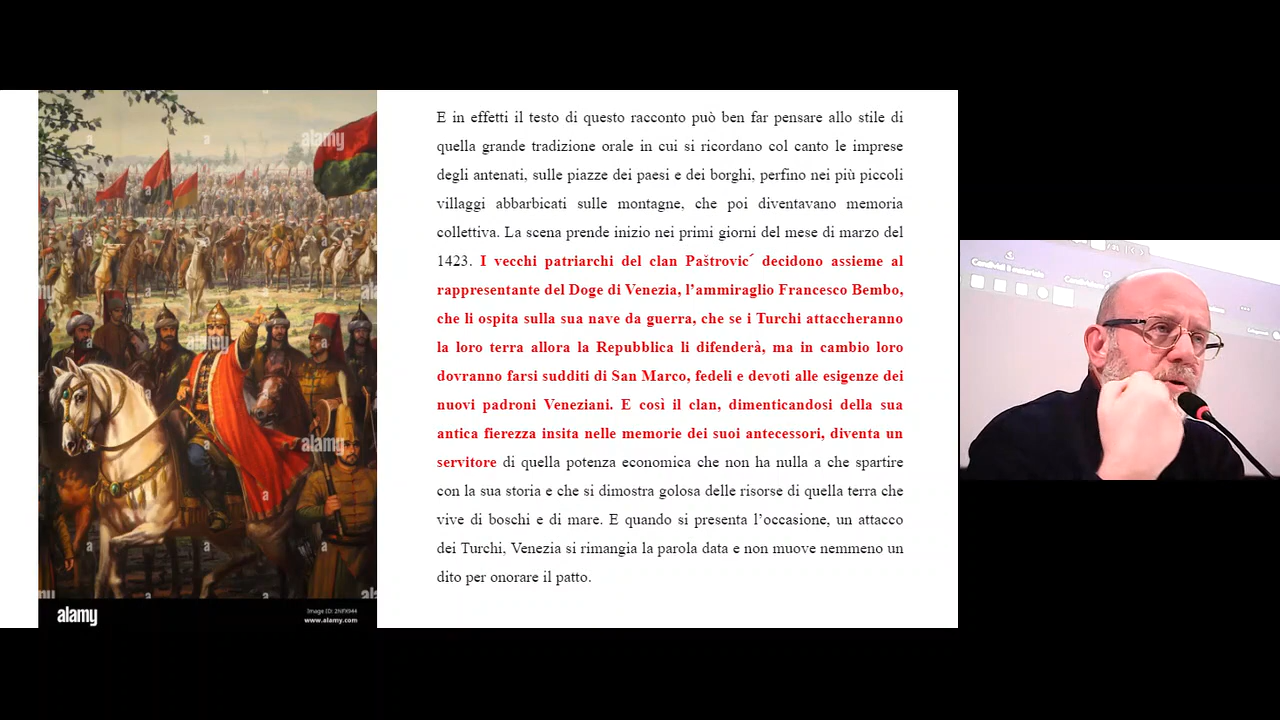 E in effetti il testo di questo racconto può ben far pensare allo stile di
quella grande tradizione orale in cui si ricordano col canto le imprese
degli antenati, sulle piazze dei paesi e dei borghi, perfino nei più piccoli
villaggi abbarbicati sulle montagne, che poi diventavano memoria
collettiva. La scena prende inizio nei primi giorni del mese di marzo del
1423. I vecchi patriarchi del clan Paštrovic´ decidono assieme al
rappresentante del Doge di Venezia, l’ammiraglio Francesco Bembo,
che li ospita sulla sua nave da guerra, che se i Turchi attaccheranno
la loro terra allora la Repubblica li difenderà, ma in cambio loro
dovranno farsi sudditi di San Marco, fedeli e devoti alle esigenze dei
nuovi padroni Veneziani. E così il clan, dimenticandosi della sua
antica fierezza insita nelle memorie dei suoi antecessori, diventa un
servitore di quella potenza economica che non ha nulla a che spartire
con la sua storia e che si dimostra golosa delle risorse di quella terra che
vive di boschi e di mare. E quando si presenta l’occasione, un attacco
dei Turchi, Venezia si rimangia la parola data e non muove nemmeno un
dito per onorare il patto.
alamy
alamy
alamy
alamy
Image ID: 2NFX944
www.alamy.com